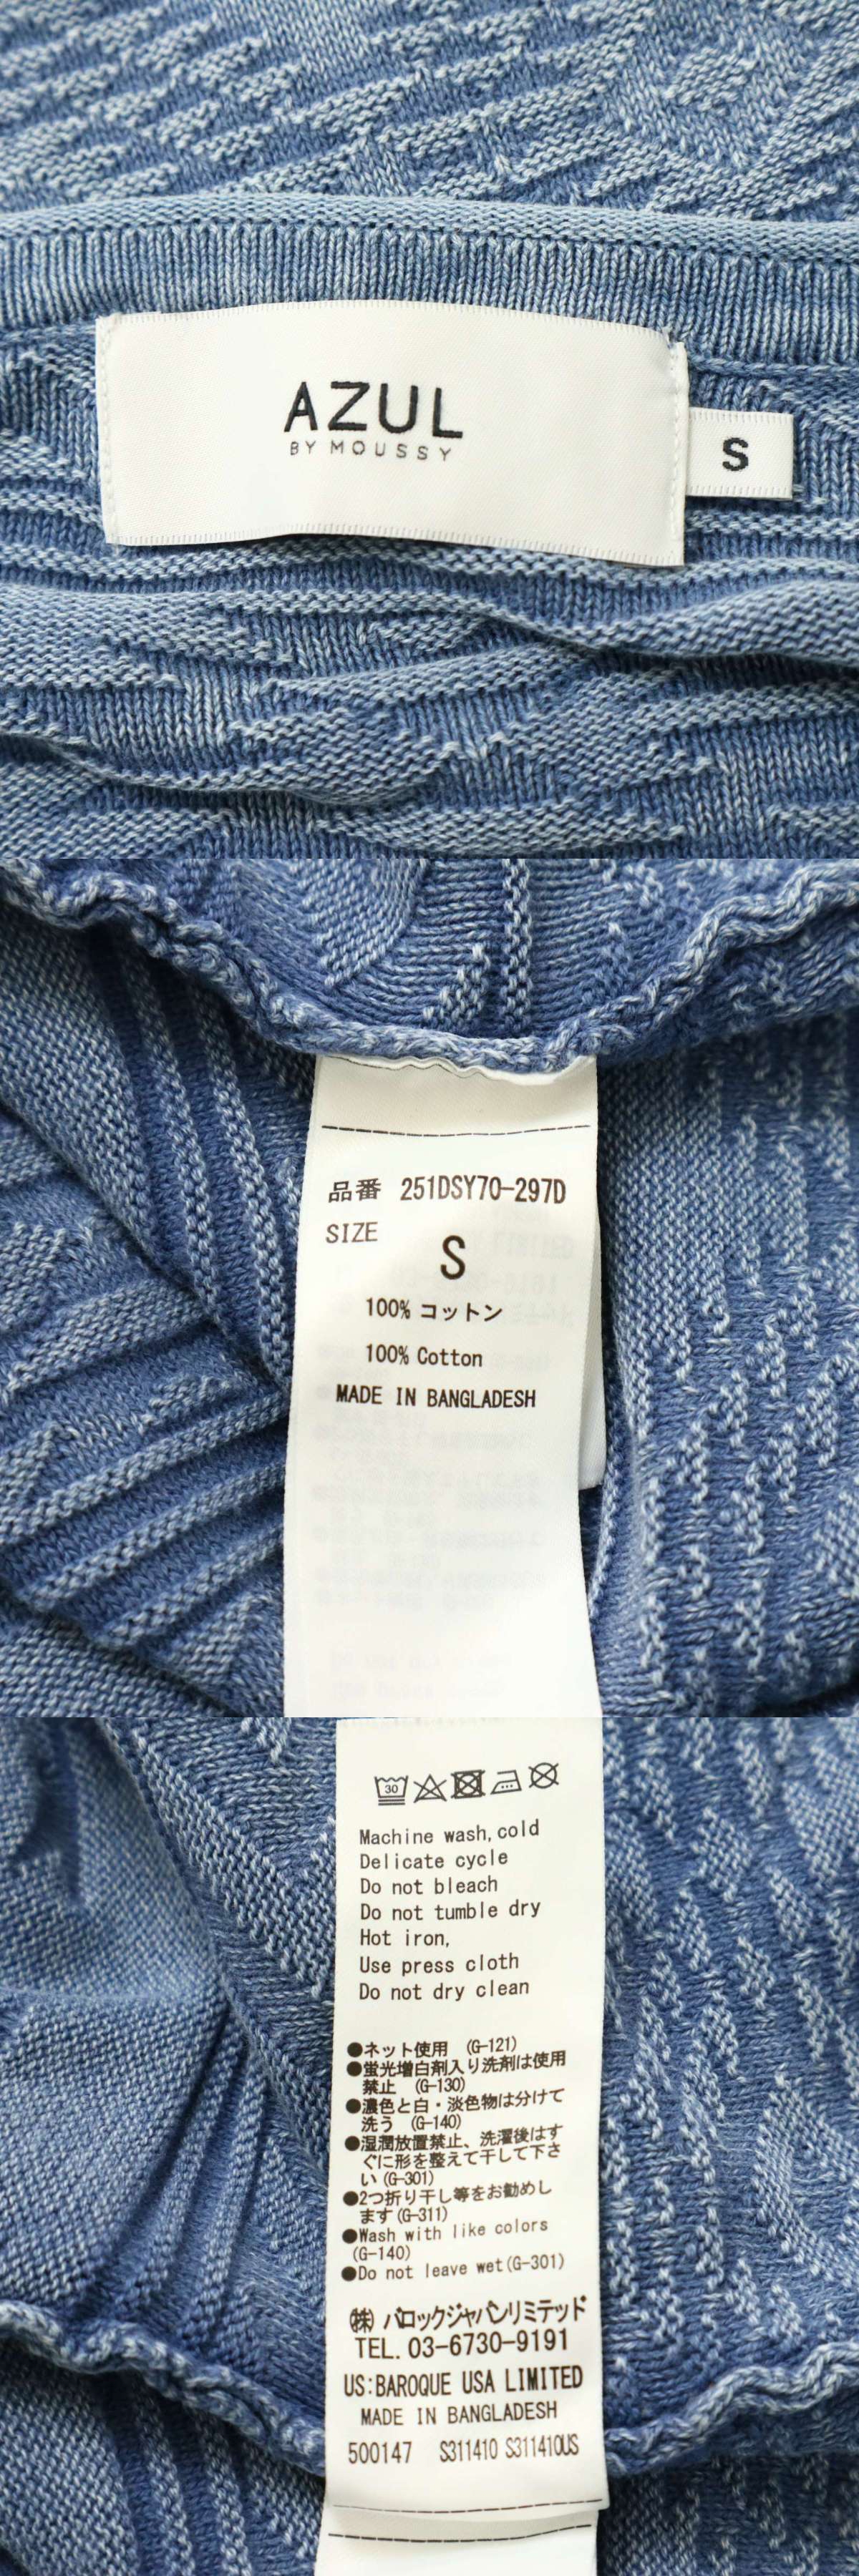 AZUL
BY MOUSSY
S
品番 251DSY70-297D
SIZE
S
100% コットン
100% Cotton
MADE IN BANGLADESH
30
Machine wash,cold
Delicate cycle
Do not bleach
Do not tumble dry
Hot iron,
Use press cloth
Do not dry clean
●ネット使用 (G-121)
●蛍光増白剤入り洗剤は使用
禁止 (G-130)
●濃色と白・淡色物は分けて
洗う (G-140)
●湿潤放置禁止、洗濯後はす
ぐに形を整えて干して下さ
い(G-301)
●2つ折り干し等をお勧めし
ます(G-311)
●Wash with like colors
(G-140)
●Do not leave wet(G-301)
㈱ バロックジャパンリミテッド
TEL. 03-6730-9191
US:BAROQUE USA LIMITED
MADE IN BANGLADESH
500147 S311410 S311410US